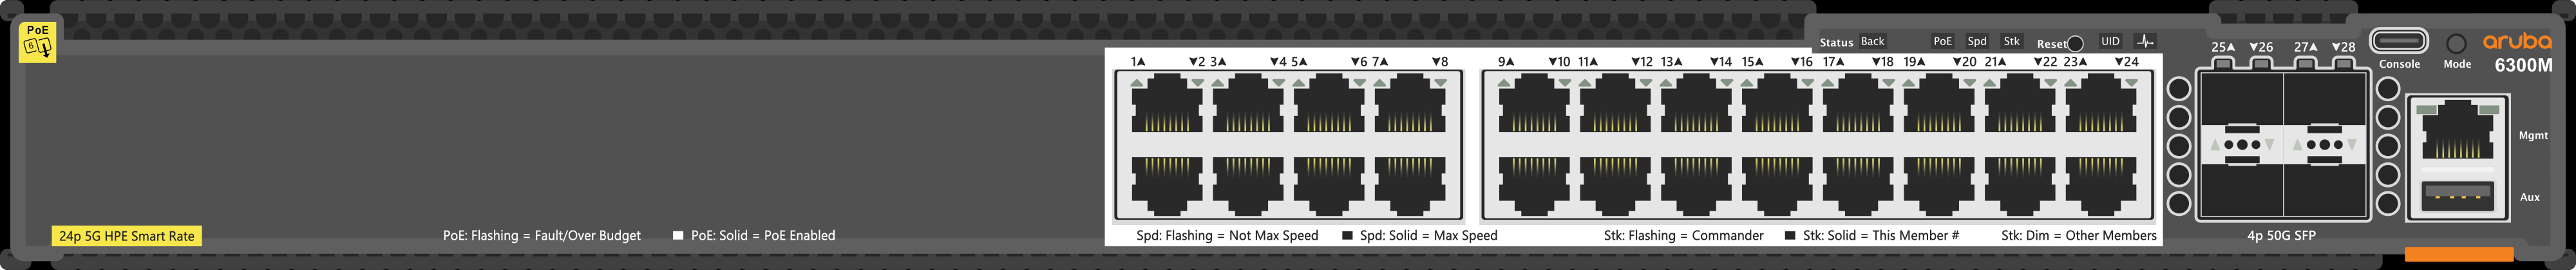 PoE
6
Status Back PoE Spd Stk Reset UID
1▲ ▼2 3▲ ▼4 5▲ ▼6 7▲ ▼8 9▲ ▼10 11▲ ▼12 13▲ ▼14 15▲ ▼16 17▲ ▼18 19▲ ▼20 21▲ ▼22 23▲ ▼24
25▲ ▼26 27▲ ▼28
Console
Mode
aruba
6300M
Mgmt
Aux
24p 5G HPE Smart Rate
PoE: Flashing = Fault/Over Budget ■ PoE: Solid = PoE Enabled
Spd: Flashing = Not Max Speed ■ Spd: Solid = Max Speed
Stk: Flashing = Commander ■ Stk: Solid = This Member # Stk: Dim = Other Members
4p 50G SFP